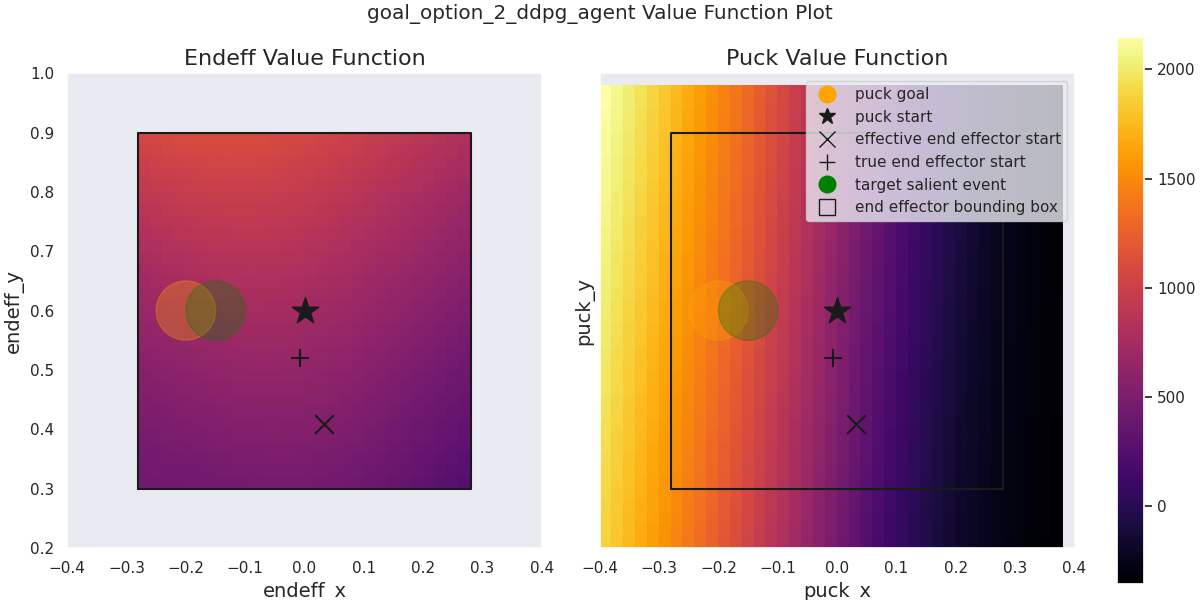 goal_option_2_ddpg_agent Value Function Plot
Endeff Value Function
1.0
0.9
0.8
0.7
0.6
0.5
0.4
0.3
0.2
endeff_y
−0.4 −0.3 −0.2 −0.1 0.0 0.1 0.2 0.3 0.4
endeff_x
Puck Value Function
puck goal
puck start
effective end effector start
true end effector start
target salient event
end effector bounding box
puck_y
−0.4 −0.3 −0.2 −0.1 0.0 0.1 0.2 0.3 0.4
puck_x
2000
1500
1000
500
0